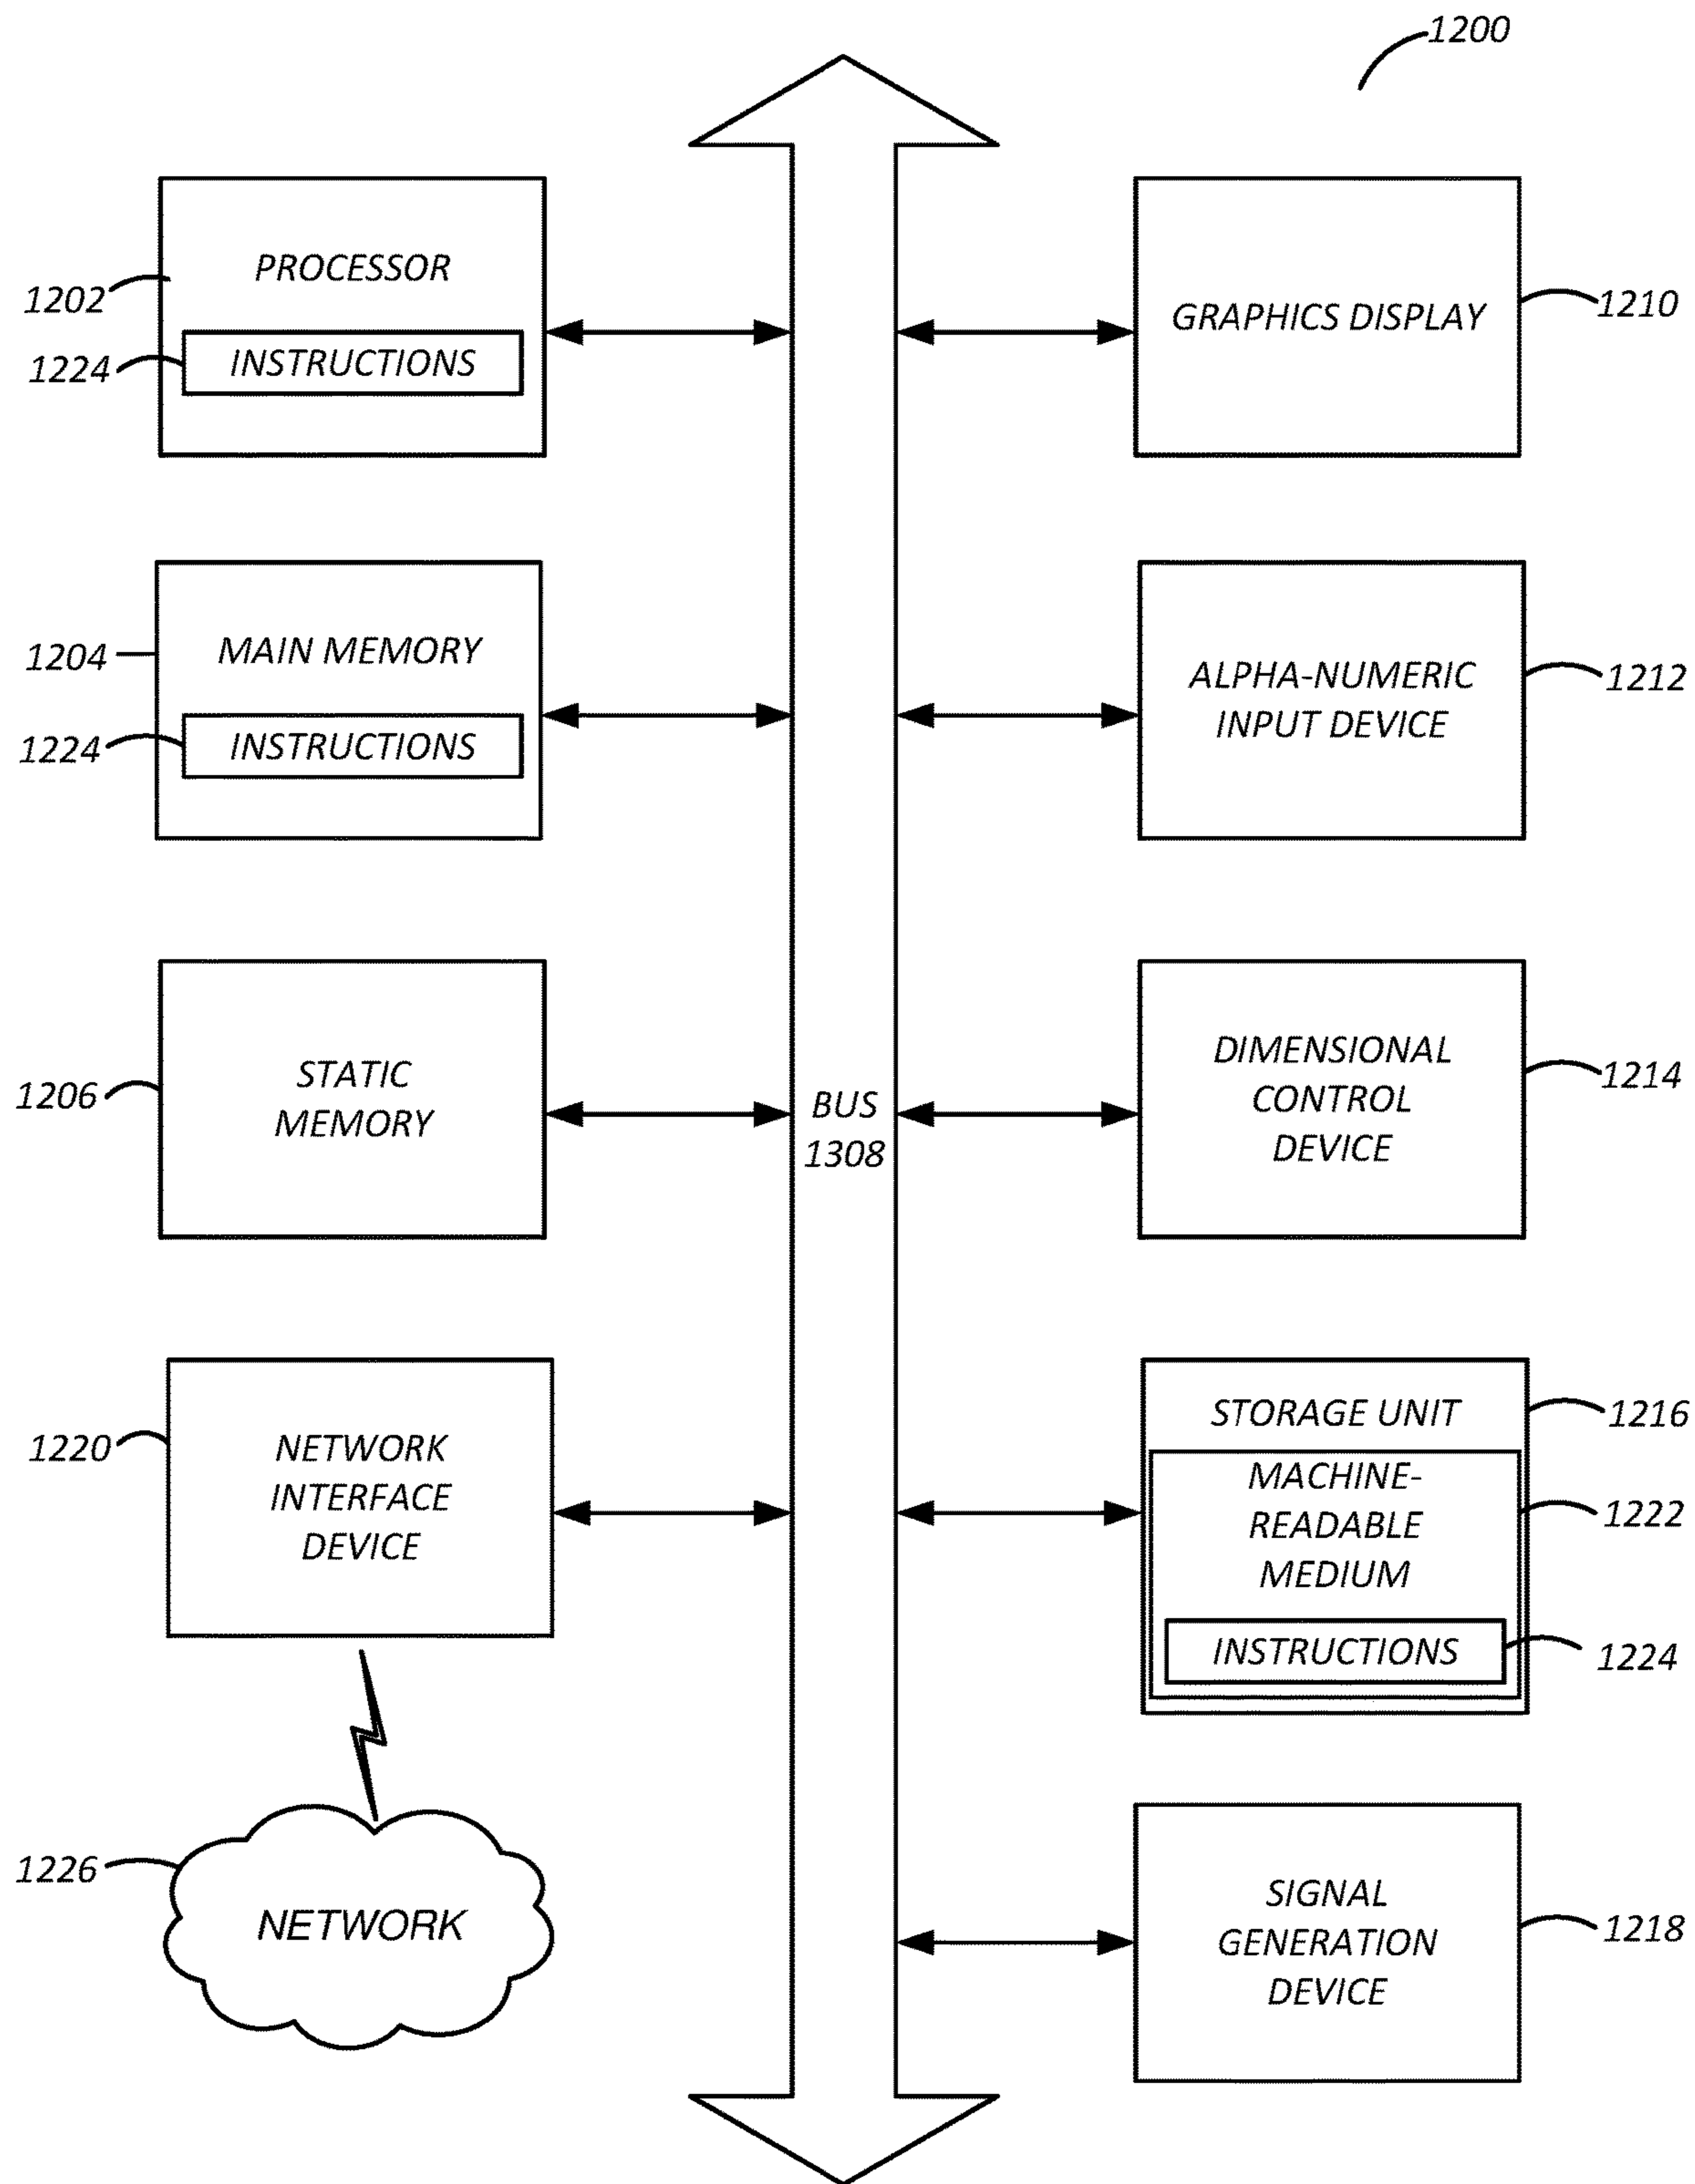 1200
PROCESSOR
1202
INSTRUCTIONS
1224
GRAPHICS DISPLAY
1210
MAIN MEMORY
1204
INSTRUCTIONS
1224
ALPHA-NUMERIC
INPUT DEVICE
1212
STATIC
MEMORY
1206
BUS
1308
DIMENSIONAL
CONTROL
DEVICE
1214
NETWORK
INTERFACE
DEVICE
1220
STORAGE UNIT
1216
MACHINE-
READABLE
MEDIUM
1222
INSTRUCTIONS
1224
1226
NETWORK
SIGNAL
GENERATION
DEVICE
1218